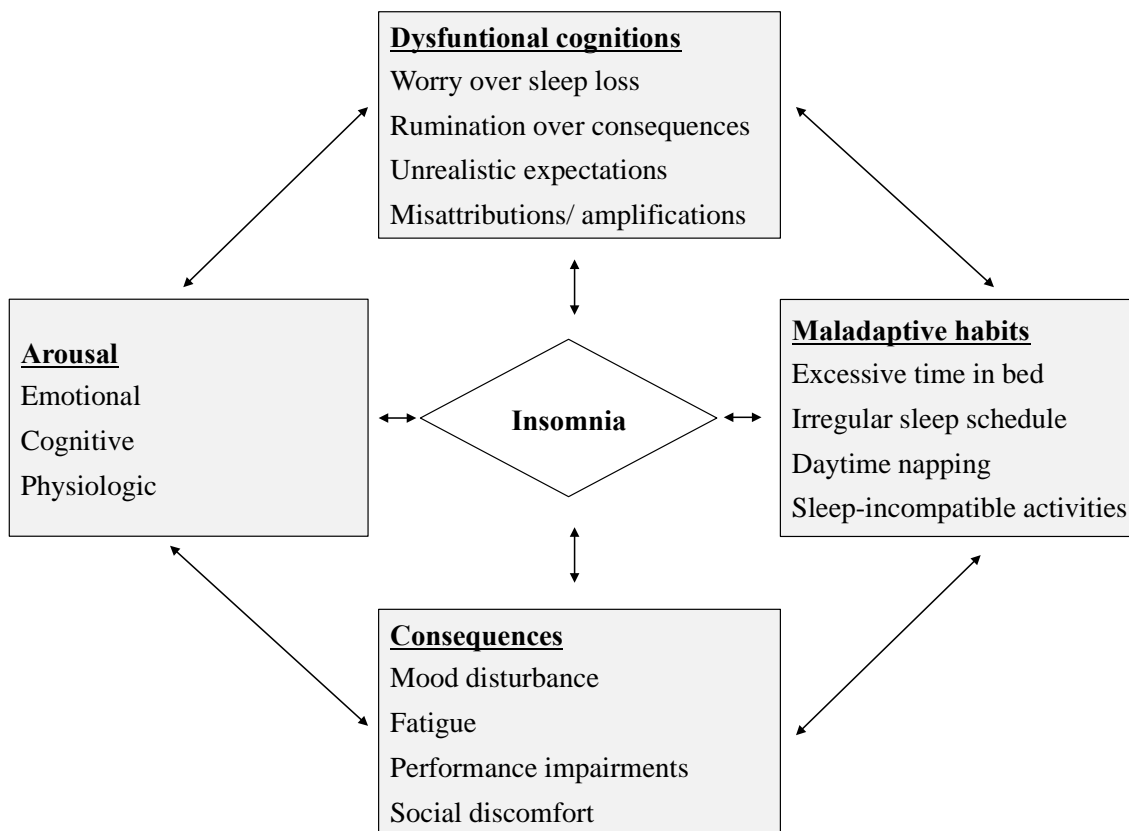 Dysfuntional cognitions
Worry over sleep loss
Rumination over consequences
Unrealistic expectations
Misattributions/ amplifications
Arousal
Emotional
Cognitive
Physiologic
Insomnia
Maladaptive habits
Excessive time in bed
Irregular sleep schedule
Daytime napping
Sleep-incompatible activities
Consequences
Mood disturbance
Fatigue
Performance impairments
Social discomfort